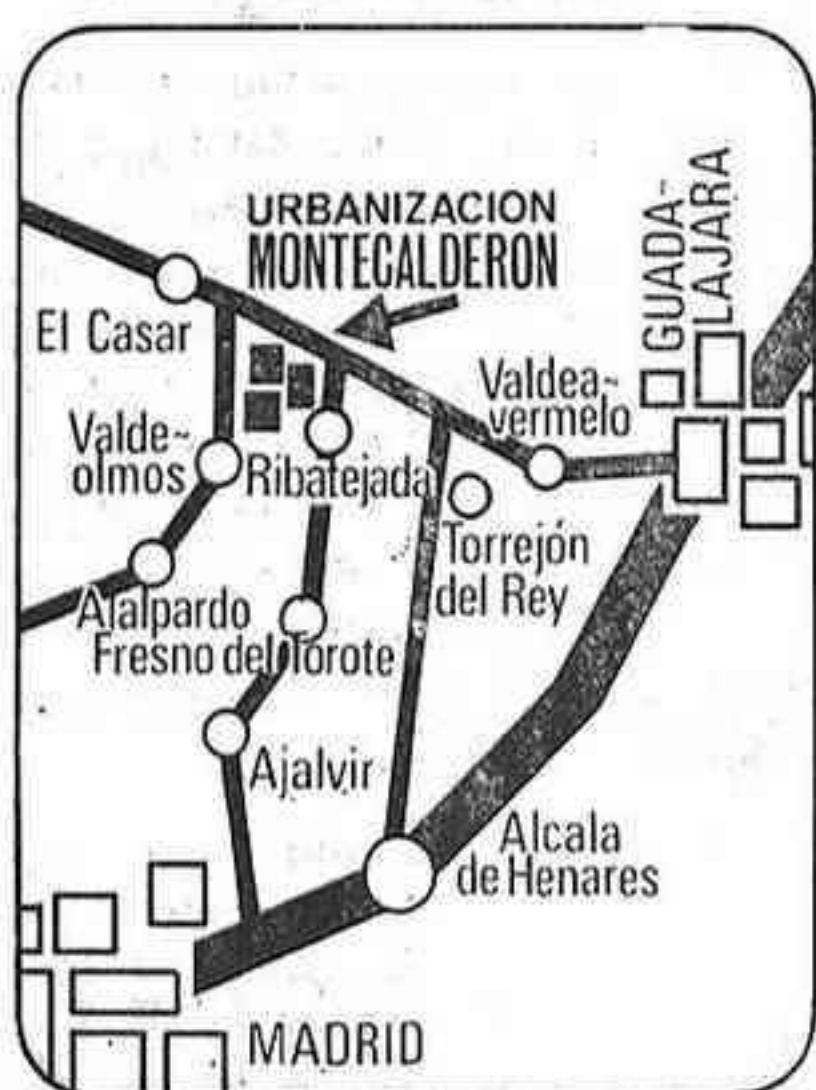 URBANIZACION
MONTECALDERON
GUADA~
LAJARA
El Casar
Valdea~
vermelo
Valde~
olmos
Ribatejada
Torrejón
del Rey
Alalpardo
Fresno del Torote
Ajalvir
Alcala
de Henares
MADRID